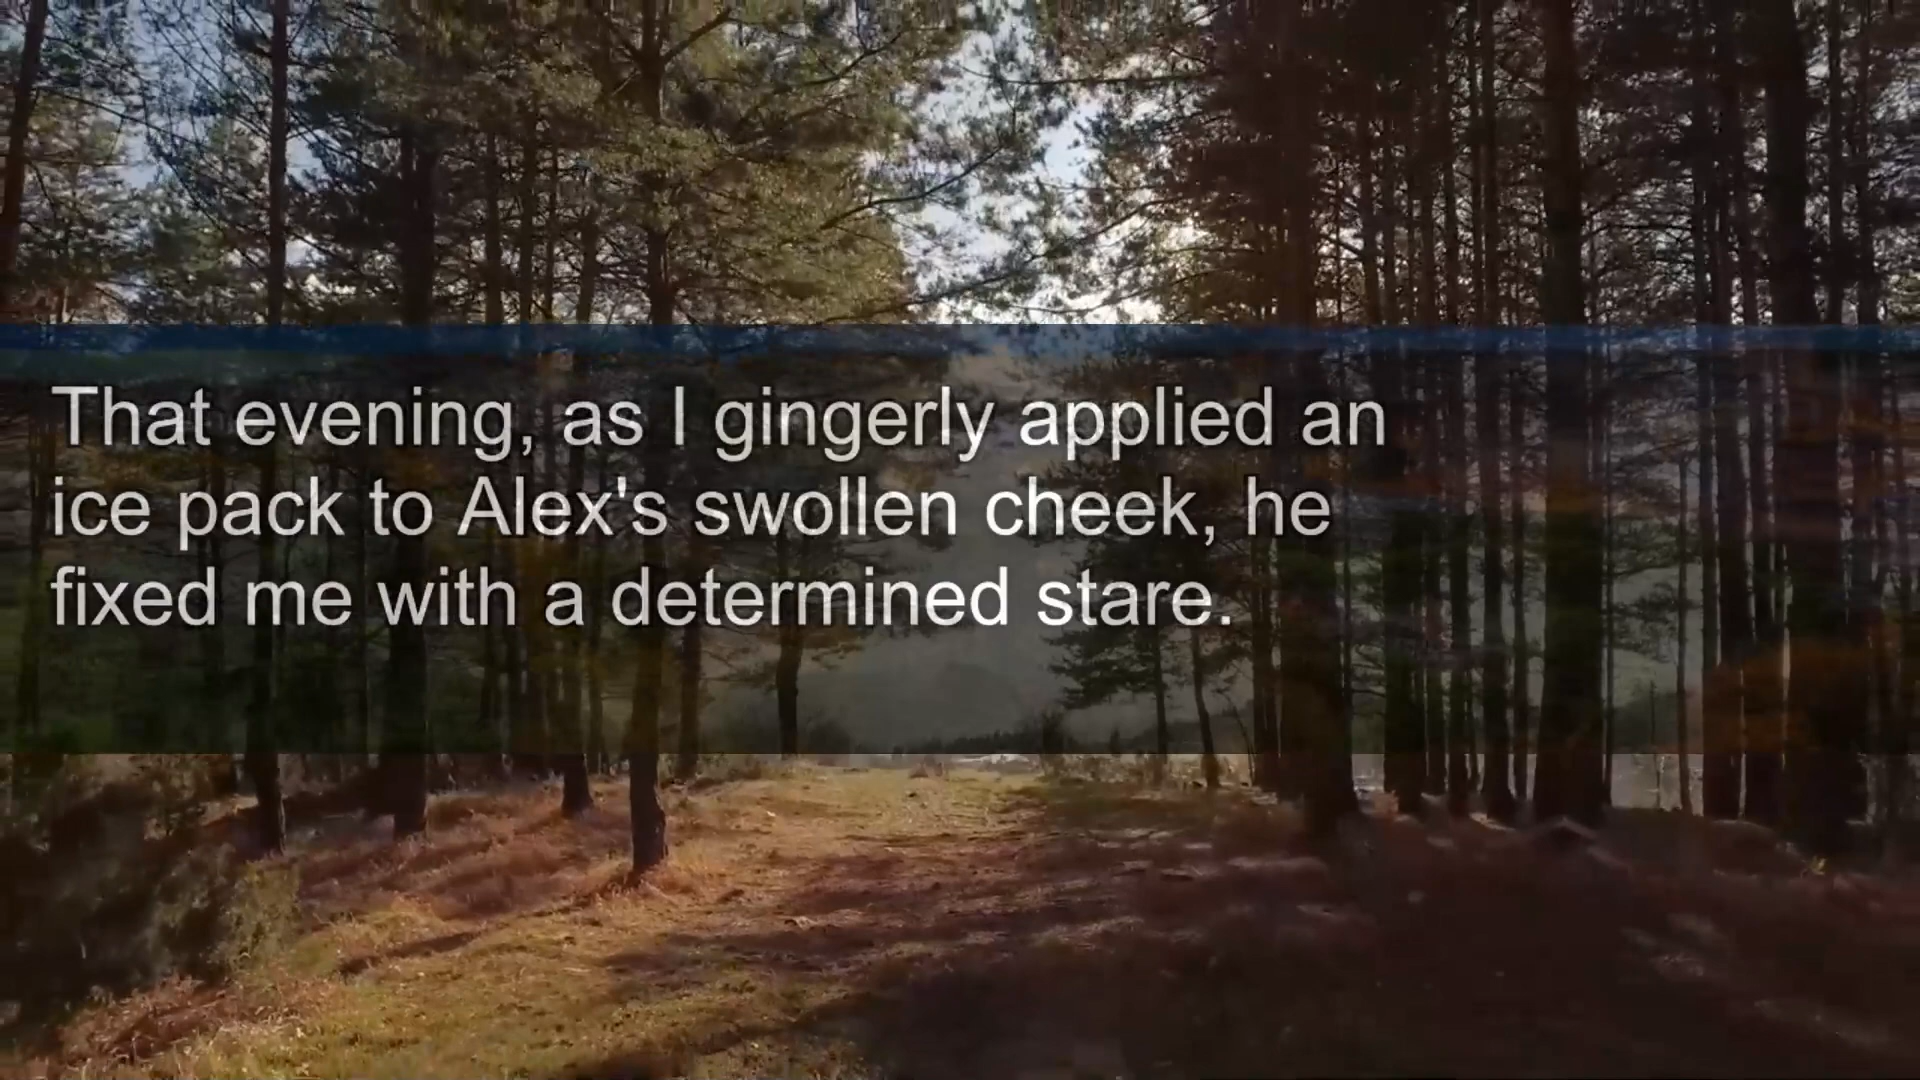 That evening, as I gingerly applied an
ice pack to Alex's swollen cheek, he
fixed me with a determined stare.